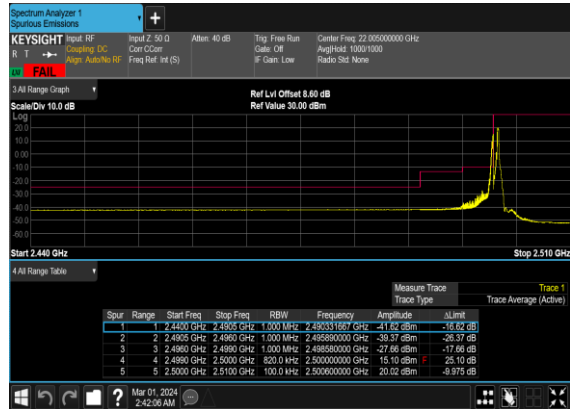 Spectrum Analyzer 1
Spurious Emissions
KEYSIGHT Input: RF Input Z: 50 Ω Atten: 40 dB Trig: Free Run Center Freq: 22.005000000 GHz
R T Coupling: DC Corr CCorr Gate: Off Avg|Hold: 1000/1000
Align: Auto/No RF Freq Ref: Int (S) IF Gain: Low Radio Std: None
FAIL
3 All Range Graph
Ref Lvl Offset 8.60 dB
Scale/Div 10.0 dB Ref Value 30.00 dBm
Log
20.0
10.0
0.00
-10.0
-20.0
-30.0
-40.0
-50.0
-60.0
Start 2.440 GHz Stop 2.510 GHz
4 All Range Table
Measure Trace Trace 1
Trace Type Trace Average (Active)
Spur Range Start Freq Stop Freq RBW Frequency Amplitude ΔLimit
1 1 2.4400 GHz 2.4905 GHz 1.000 MHz 2.490331667 GHz -41.62 dBm -16.62 dB
2 2 2.4905 GHz 2.4960 GHz 1.000 MHz 2.495890000 GHz -39.37 dBm -26.37 dB
3 3 2.4960 GHz 2.4990 GHz 1.000 MHz 2.498580000 GHz -27.66 dBm -17.66 dB
4 4 2.4990 GHz 2.5000 GHz 820.0 kHz 2.500000000 GHz 15.10 dBm F 25.10 dB
5 5 2.5000 GHz 2.5100 GHz 100.0 kHz 2.500600000 GHz 20.02 dBm -9.975 dB
Mar 01, 2024
2:42:06 AM